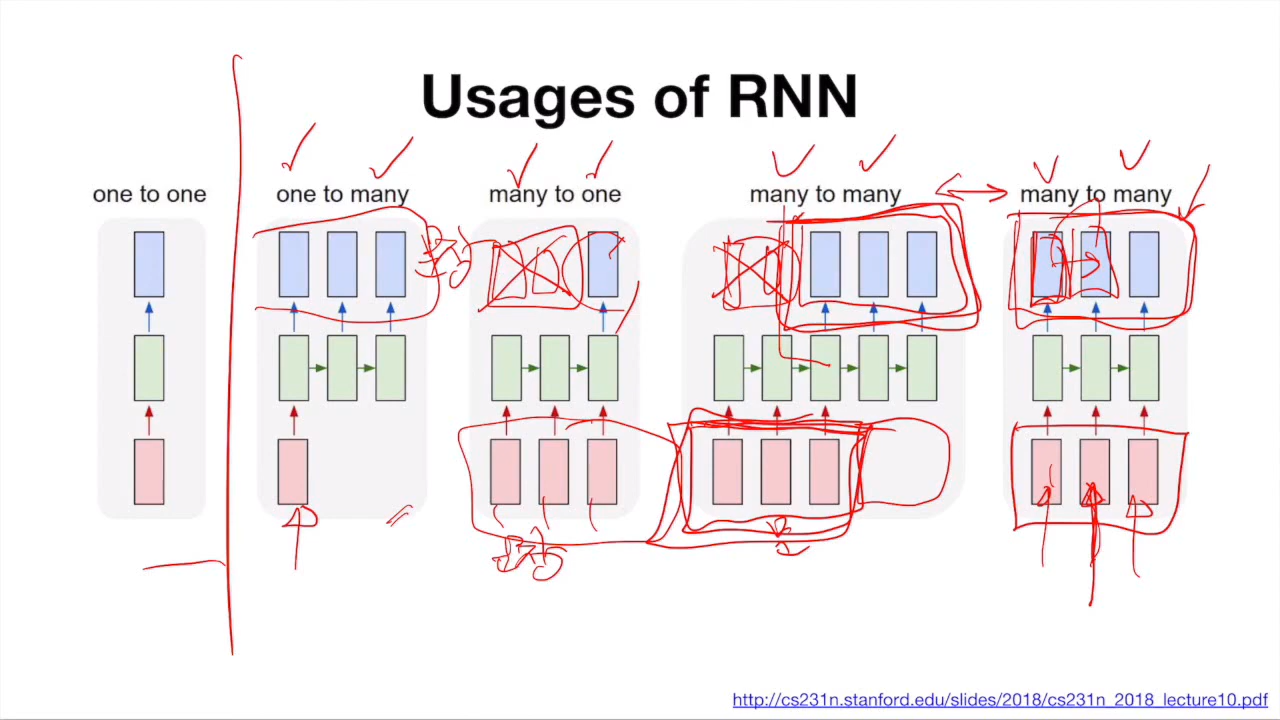 Usages of RNN
one to one
one to many
many to one
many to many
many to many
http://cs231n.stanford.edu/slides/2018/cs231n_2018_lecture10.pdf